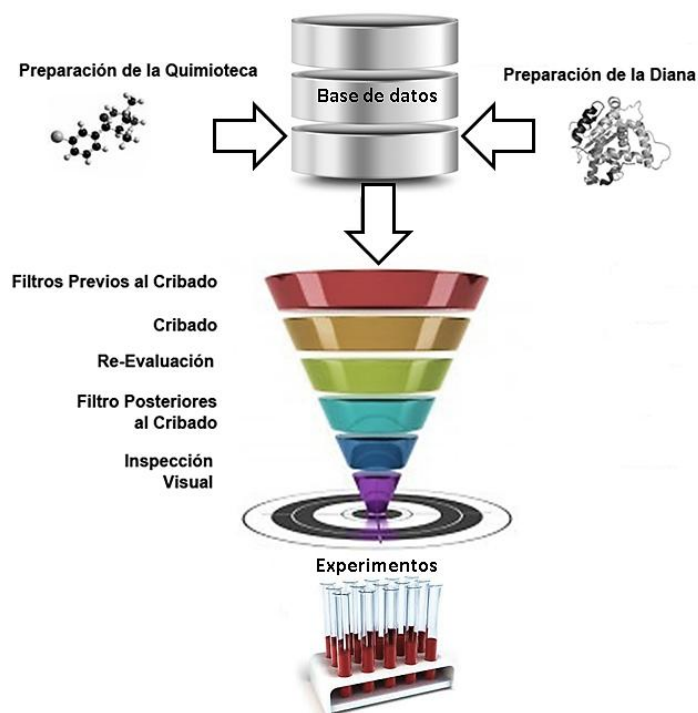 Preparación de la Quimioteca
Base de datos
Preparación de la Diana
Filtros Previos al Cribado
Cribado
Re-Evaluación
Filtro Posteriores
al Cribado
Inspección
Visual
Experimentos